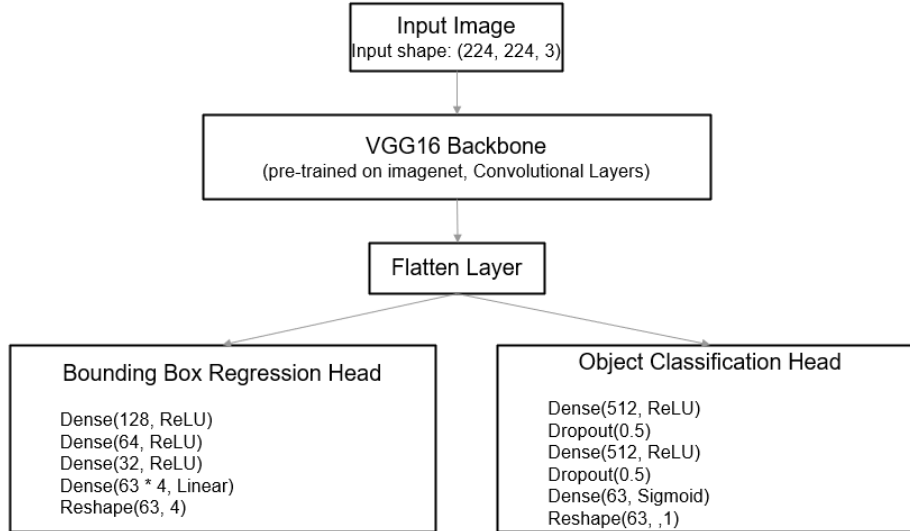 Input Image
Input shape: (224, 224, 3)
VGG16 Backbone
(pre-trained on imagenet, Convolutional Layers)
Flatten Layer
Bounding Box Regression Head
Dense(128, ReLU)
Dense(64, ReLU)
Dense(32, ReLU)
Dense(63 * 4, Linear)
Reshape(63, 4)
Object Classification Head
Dense(512, ReLU)
Dropout(0.5)
Dense(512, ReLU)
Dropout(0.5)
Dense(63, Sigmoid)
Reshape(63, ,1)